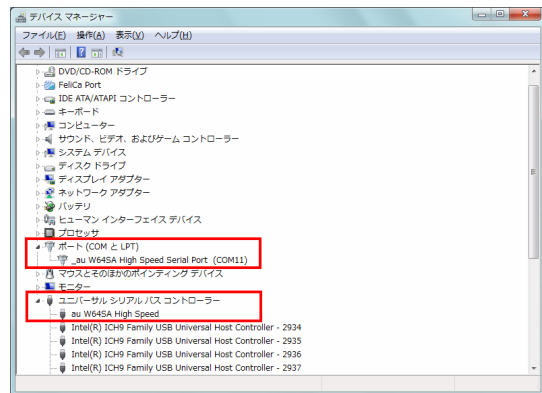 デバイス マネージャー
ファイル(F) 操作(A) 表示(V) ヘルプ(H)
DVD/CD-ROM ドライブ
FeliCa Port
IDE ATA/ATAPI コントローラー
キーボード
コンピューター
サウンド、ビデオ、およびゲーム コントローラー
システム デバイス
ディスク ドライブ
ディスプレイ アダプター
ネットワーク アダプター
バッテリ
ヒューマン インターフェイス デバイス
プロセッサ
ポート (COM と LPT)
_au W64SA High Speed Serial Port (COM11)
マウスとそのほかのポインティング デバイス
モニター
ユニバーサル シリアル バス コントローラー
au W64SA High Speed
Intel(R) ICH9 Family USB Universal Host Controller - 2934
Intel(R) ICH9 Family USB Universal Host Controller - 2935
Intel(R) ICH9 Family USB Universal Host Controller - 2936
Intel(R) ICH9 Family USB Universal Host Controller - 2937